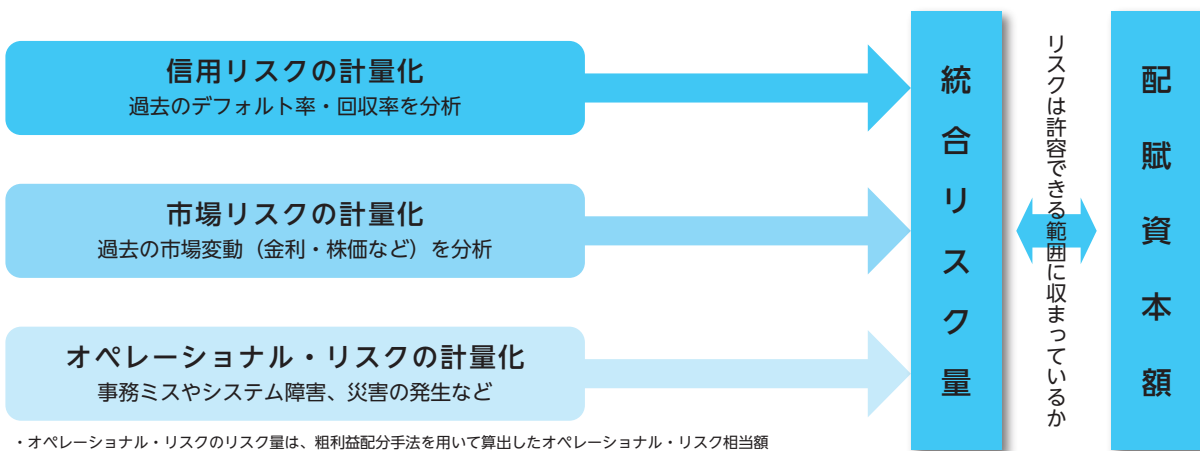 信用リスクの計量化
過去のデフォルト率・回収率を分析
市場リスクの計量化
過去の市場変動（金利・株価など）を分析
オペレーショナル・リスクの計量化
事務ミスやシステム障害、災害の発生など
・オペレーショナル・リスクのリスク量は、粗利益配分手法を用いて算出したオペレーショナル・リスク相当額
統合リスク量
リスクは許容できる範囲に収まっているか
配賦資本額